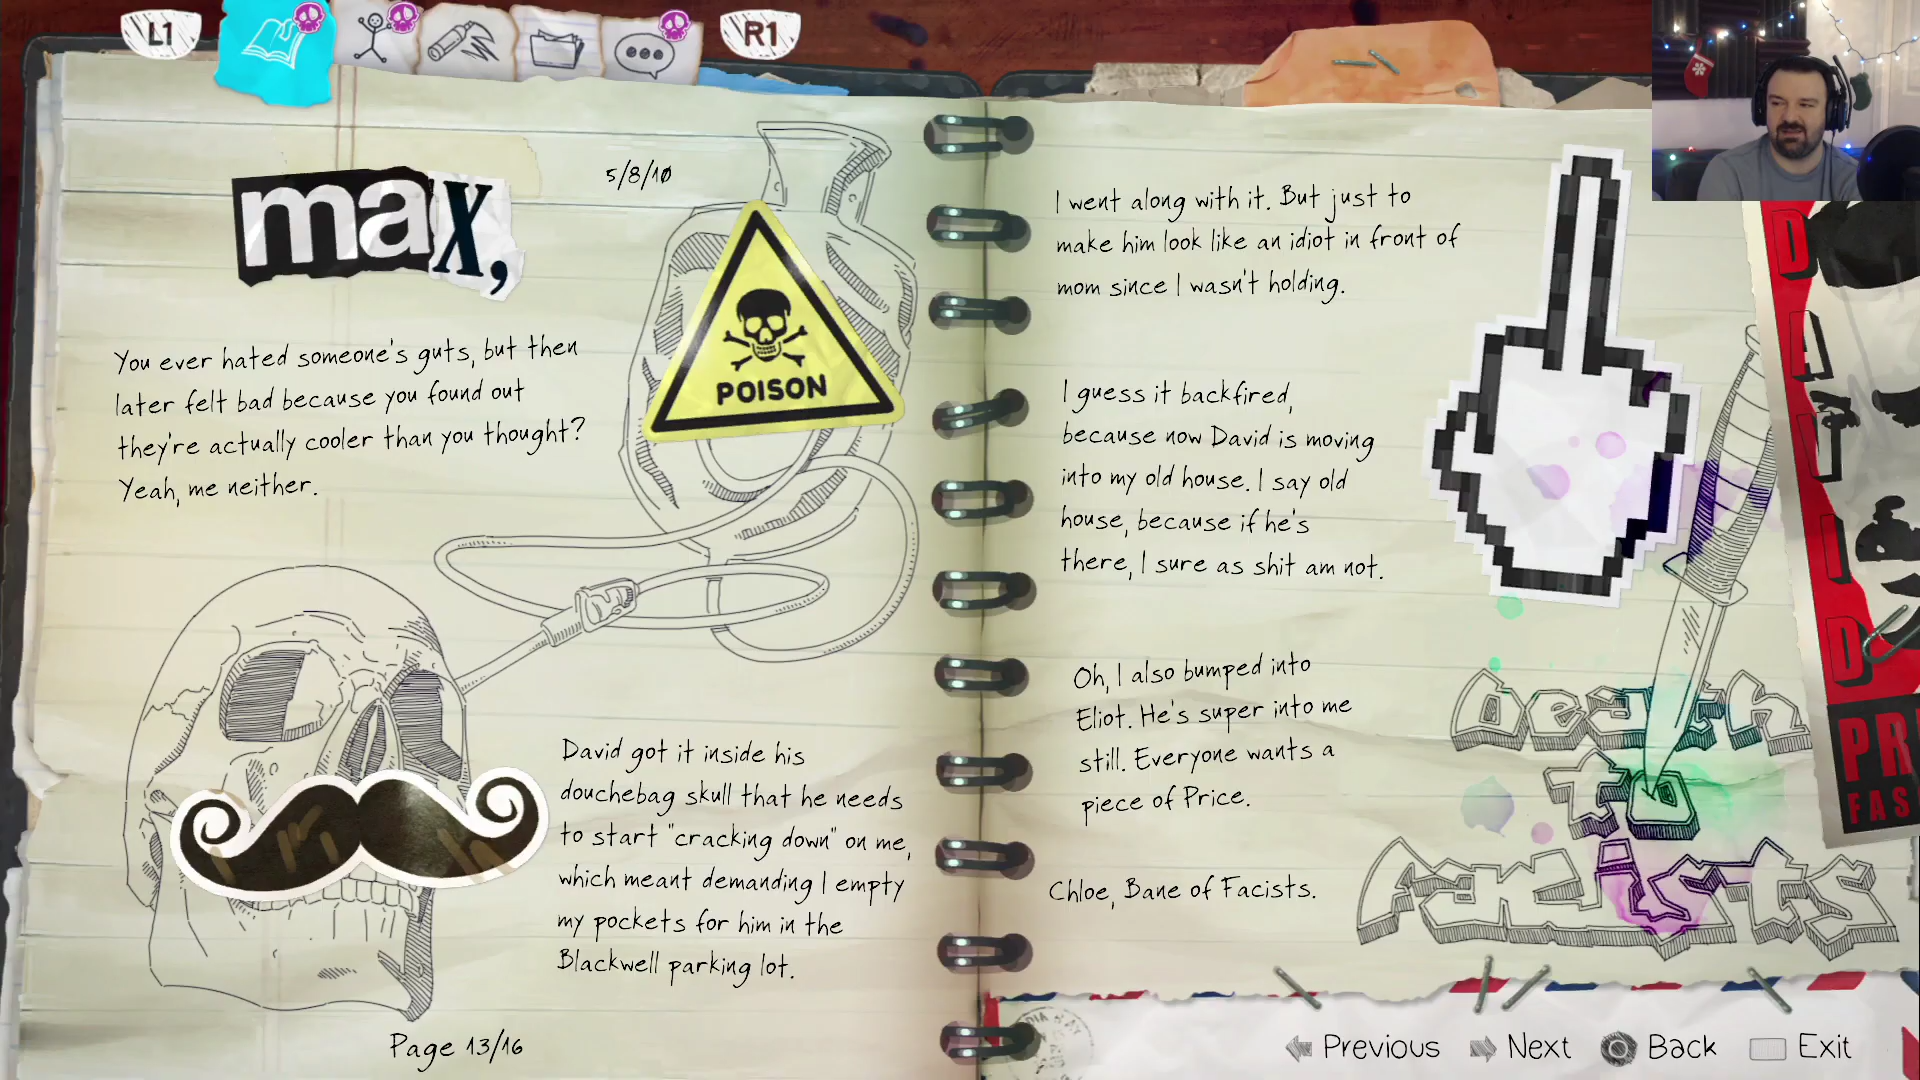 L1
R1
max,
5/8/10
You ever hated someone's guts, but then
later felt bad because you found out
they're actually cooler than you thought?
Yeah, me neither.
POISON
David got it inside his
douchebag skull that he needs
to start "cracking down" on me,
which meant demanding I empty
my pockets for him in the
Blackwell parking lot.
Page 13/16
I went along with it. But just to
make him look like an idiot in front of
mom since I wasn't holding.
I guess it backfired,
because now David is moving
into my old house. I say old
house, because if he's
there, I sure as shit am not.
Oh, I also bumped into
Eliot. He's super into me
still. Everyone wants a
piece of Price.
Chloe, Bane of Facists.
Death
to
Facists
DAVID
PR
FAS
Previous
Next
Back
Exit